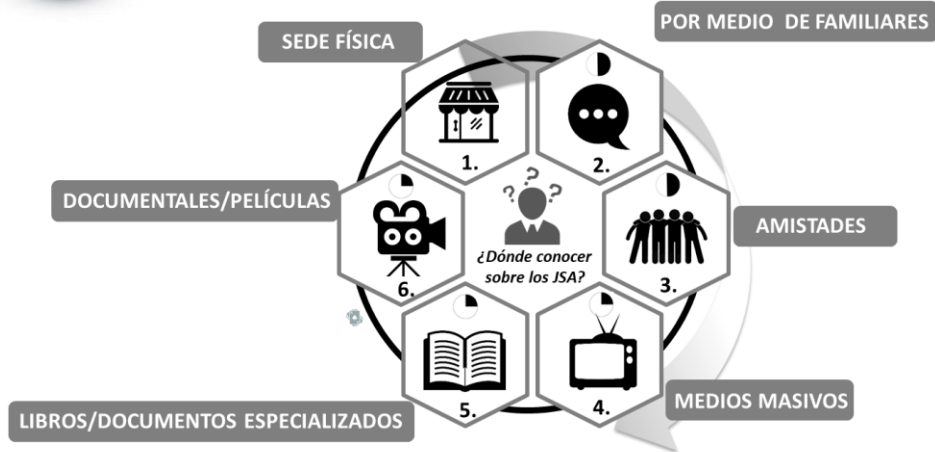 POR MEDIO DE FAMILIARES
SEDE FÍSICA
1.
2.
DOCUMENTALES/PELÍCULAS
AMISTADES
¿Dónde conocer
sobre los JSA?
3.
6.
MEDIOS MASIVOS
4.
5.
LIBROS/DOCUMENTOS ESPECIALIZADOS